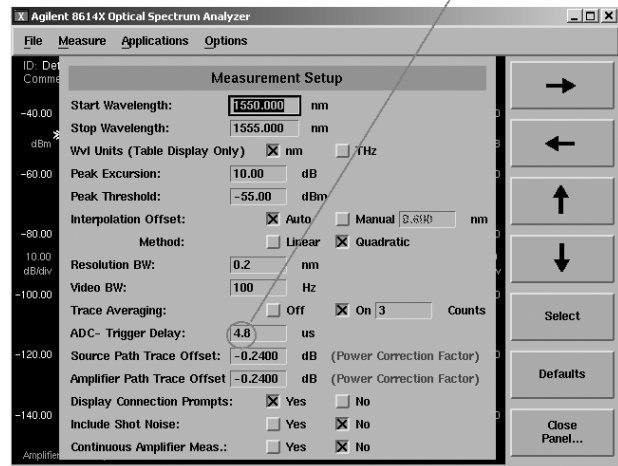 Agilent 8614X Optical Spectrum Analyzer
File Measure Applications Options
ID: Def
Comme
Measurement Setup
Start Wavelength: 1550.000 nm
-40.00
Stop Wavelength: 1555.000 nm
dBm
Wvl Units (Table Display Only) nm THz
-60.00
Peak Excursion: 10.00 dB
Peak Threshold: -55.00 dBm
Interpolation Offset: Auto Manual 0.690 nm
-80.00
Method: Linear Quadratic
10.00
dB/div
Resolution BW: 0.2 nm
Video BW: 100 Hz
-100.00
Trace Averaging: Off On 3 Counts
ADC- Trigger Delay: 4.8 us
-120.00
Source Path Trace Offset: -0.2400 dB (Power Correction Factor)
Amplifier Path Trace Offset -0.2400 dB (Power Correction Factor)
Display Connection Prompts: Yes No
-140.00
Include Shot Noise: Yes No
Continuous Amplifier Meas.: Yes No
Amplifie
Select
Defaults
Close
Panel...